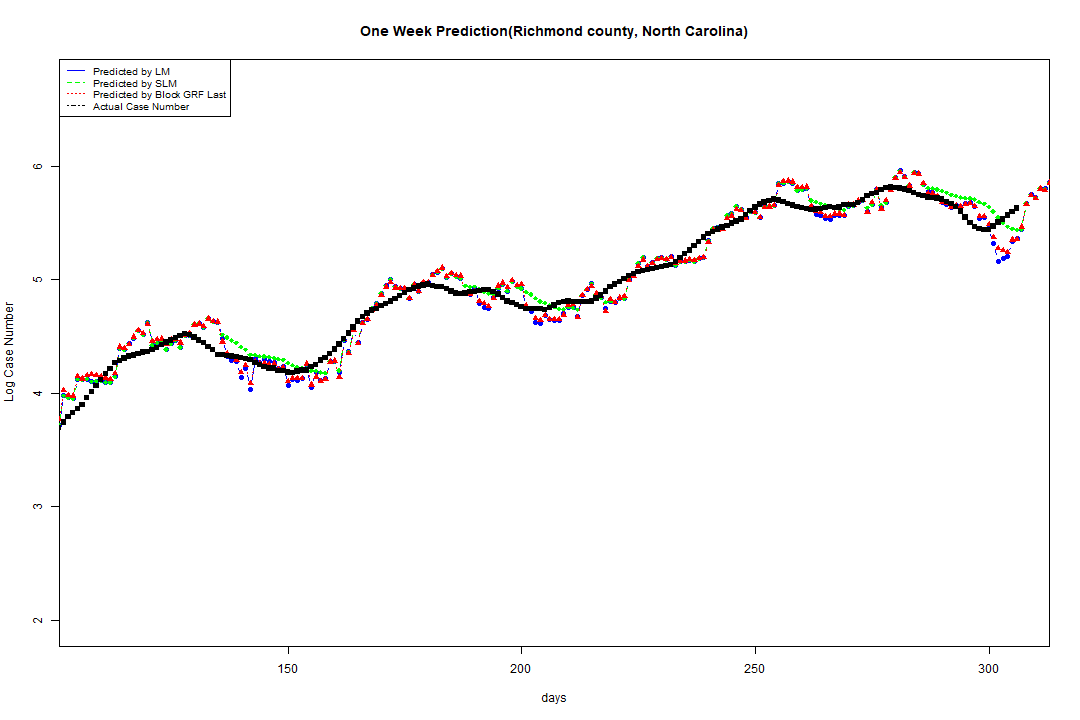 One Week Prediction(Richmond county, North Carolina)
Predicted by LM
Predicted by SLM
Predicted by Block GRF Last
Actual Case Number
Log Case Number
6
5
4
3
2
150
200
250
300
days